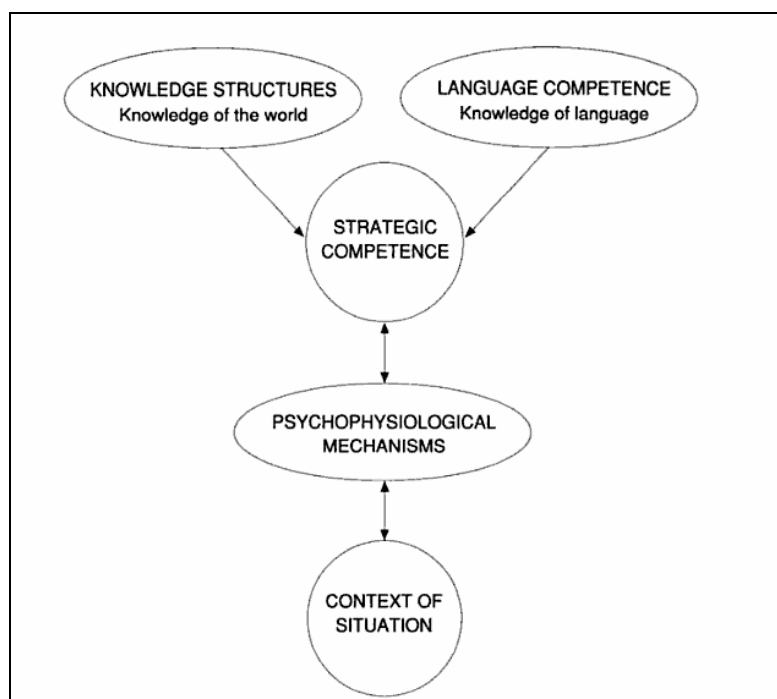 KNOWLEDGE STRUCTURES
Knowledge of the world
LANGUAGE COMPETENCE
Knowledge of language
STRATEGIC
COMPETENCE
PSYCHOPHYSIOLOGICAL
MECHANISMS
CONTEXT OF
SITUATION